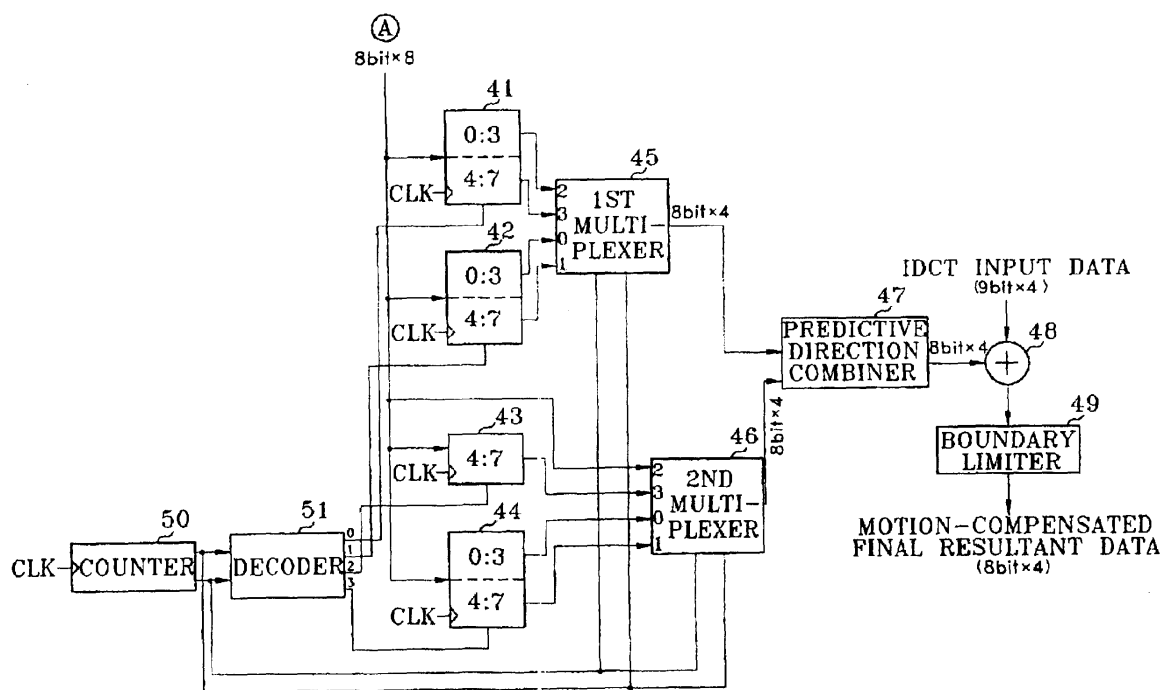 A
8bit×8
41
0:3
4:7
CLK
42
0:3
4:7
CLK
45
2
3
0
1
1ST
MULTI-
PLEXER
8bit×4
43
4:7
CLK
44
0:3
4:7
CLK
46
2
3
0
1
2ND
MULTI-
PLEXER
8bit×4
47
PREDICTIVE
DIRECTION
COMBINER
8bit×4
IDCT INPUT DATA
(9bit×4)
48
+
49
BOUNDARY
LIMITER
MOTION-COMPENSATED
FINAL RESULTANT DATA
(8bit×4)
50
CLK
COUNTER
51
DECODER
0
1
2
3